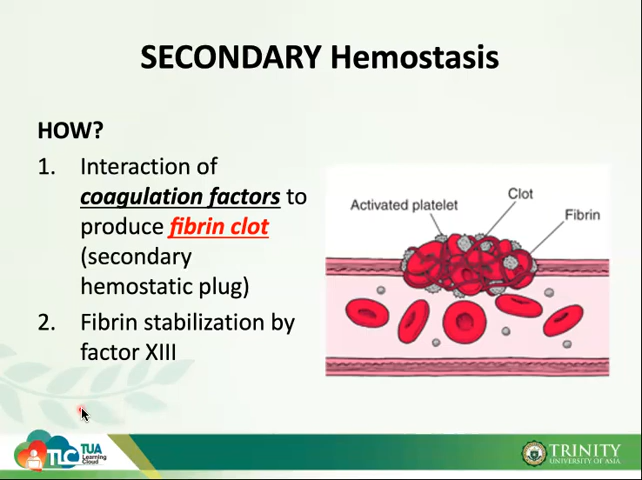 SECONDARY Hemostasis
HOW?
1. Interaction of
coagulation factors to
produce fibrin clot
(secondary
hemostatic plug)
2. Fibrin stabilization by
factor XIII
Activated platelet
Clot
Fibrin
TLC
TUA
Learning
Cloud
TRINITY
UNIVERSITY OF ASIA